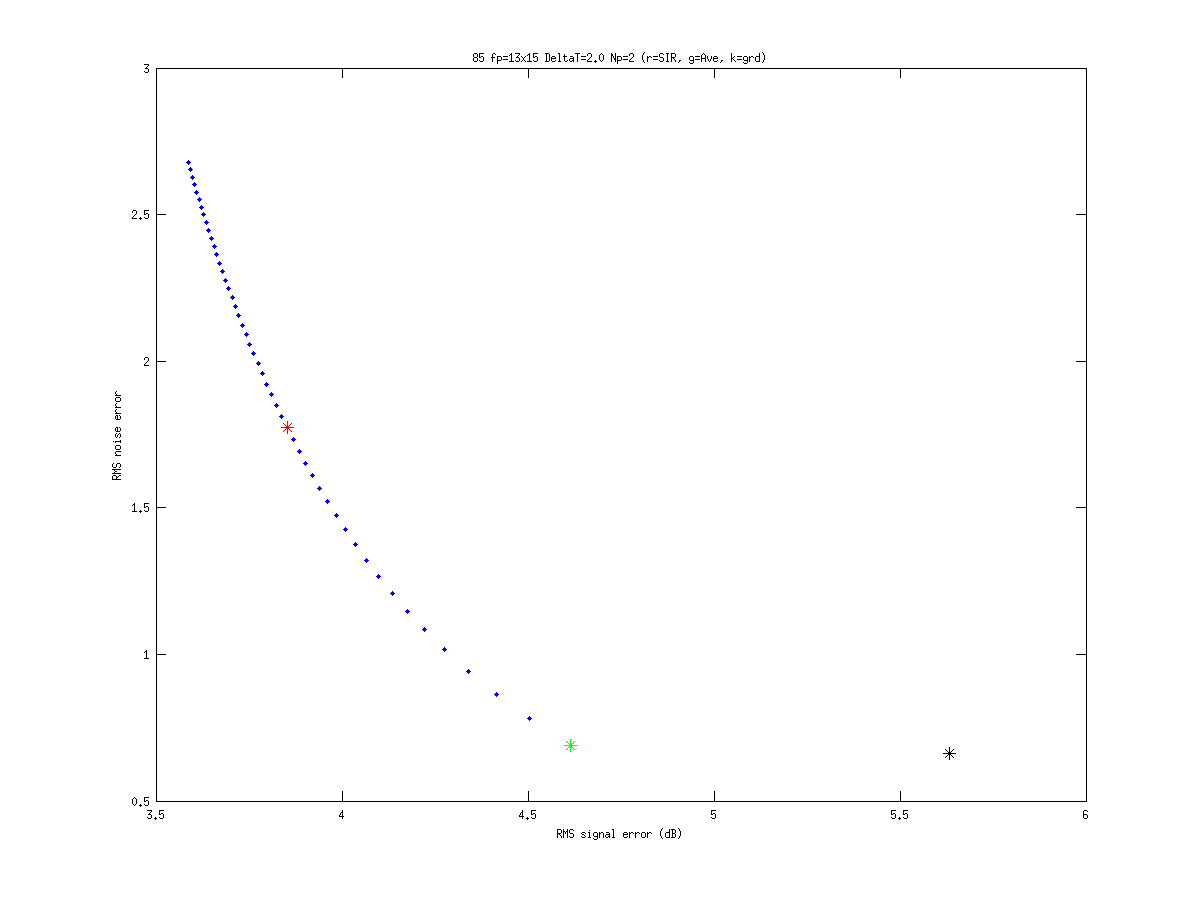 85 fp=13x15 DeltaT=2.0 Np=2 (r=SIR, g=Ave, k=grd)
3
2.5
2
1.5
1
0.5
RMS noise error
3.5 4 4.5 5 5.5 6
RMS signal error (dB)